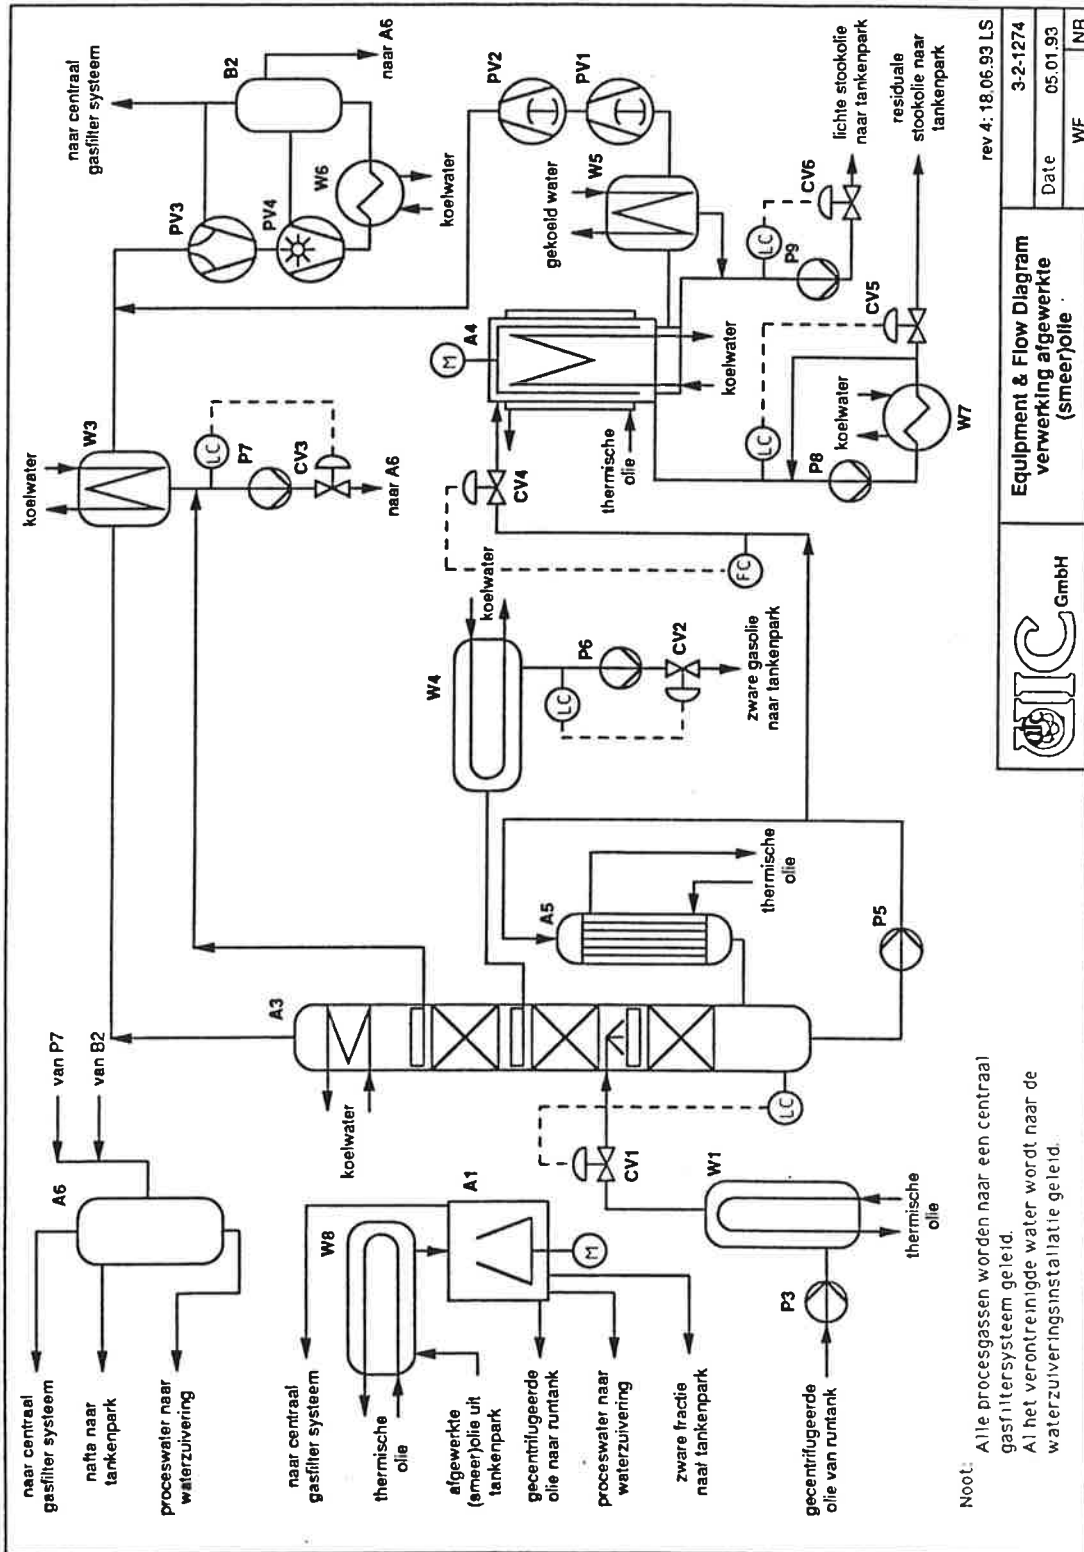 naar centraal
gasfilter systeem
nafta naar
tankenpark
proceswater naar
waterzuivering
A6
van P7
van B2
naar centraal
gasfilter systeem
thermische
olie
afgewerkte
(smeer)olie uit
tankenpark
gecentrifugeerde
olie naar runtank
proceswater naar
waterzuivering
zware fractie
naar tankenpark
W8
A1
M
gecentrifugeerde
olie van runtank
P3
W1
thermische
olie
CV1
LC
A3
koelwater
A5
thermische
olie
P5
W4
koelwater
LC
P6
CV2
zware gasolie
naar tankenpark
koelwater
W3
LC
P7
CV3
naar A6
FC
CV4
M
A4
thermische
olie
koelwater
LC
P8
koelwater
W7
CV5
residuale
stookolie naar
tankenpark
gekoeld water
W5
LC
P9
CV6
lichte stookolie
naar tankenpark
PV2
PV1
PV3
PV4
W6
koelwater
B2
naar A6
naar centraal
gasfilter systeem
Noot:
Alle procesgassen worden naar een centraal
gasfiltersysteem geleid.
Al het verontreinigde water wordt naar de
waterzuiveringsinstallatie geleid.
rev 4: 18.06.93 LS
UIC GmbH
Equipment & Flow Diagram
verwerking afgewerkte
(smeer)olie
3-2-1274
Date 05.01.93
WF NR